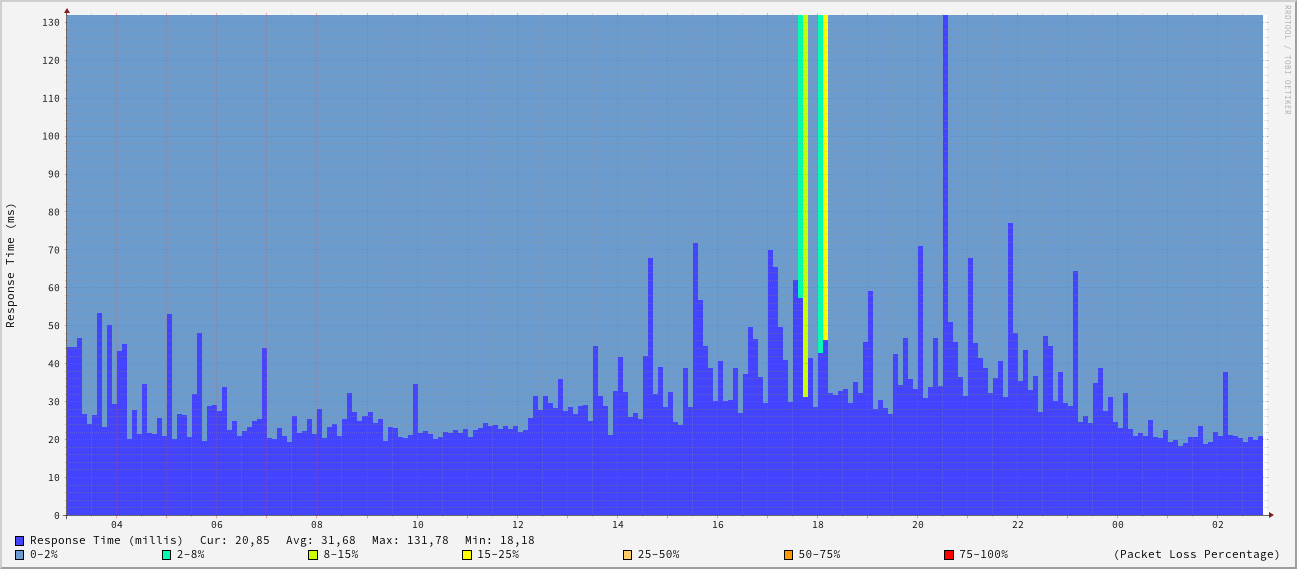 RRDTOOL / TOBI OETIKER
Response Time (ms)
130
120
110
100
90
80
70
60
50
40
30
20
10
0
04 06 08 10 12 14 16 18 20 22 00 02
Response Time (millis) Cur: 20,85 Avg: 31,68 Max: 131,78 Min: 18,18
0-2% 2-8% 8-15% 15-25% 25-50% 50-75% 75-100% (Packet Loss Percentage)